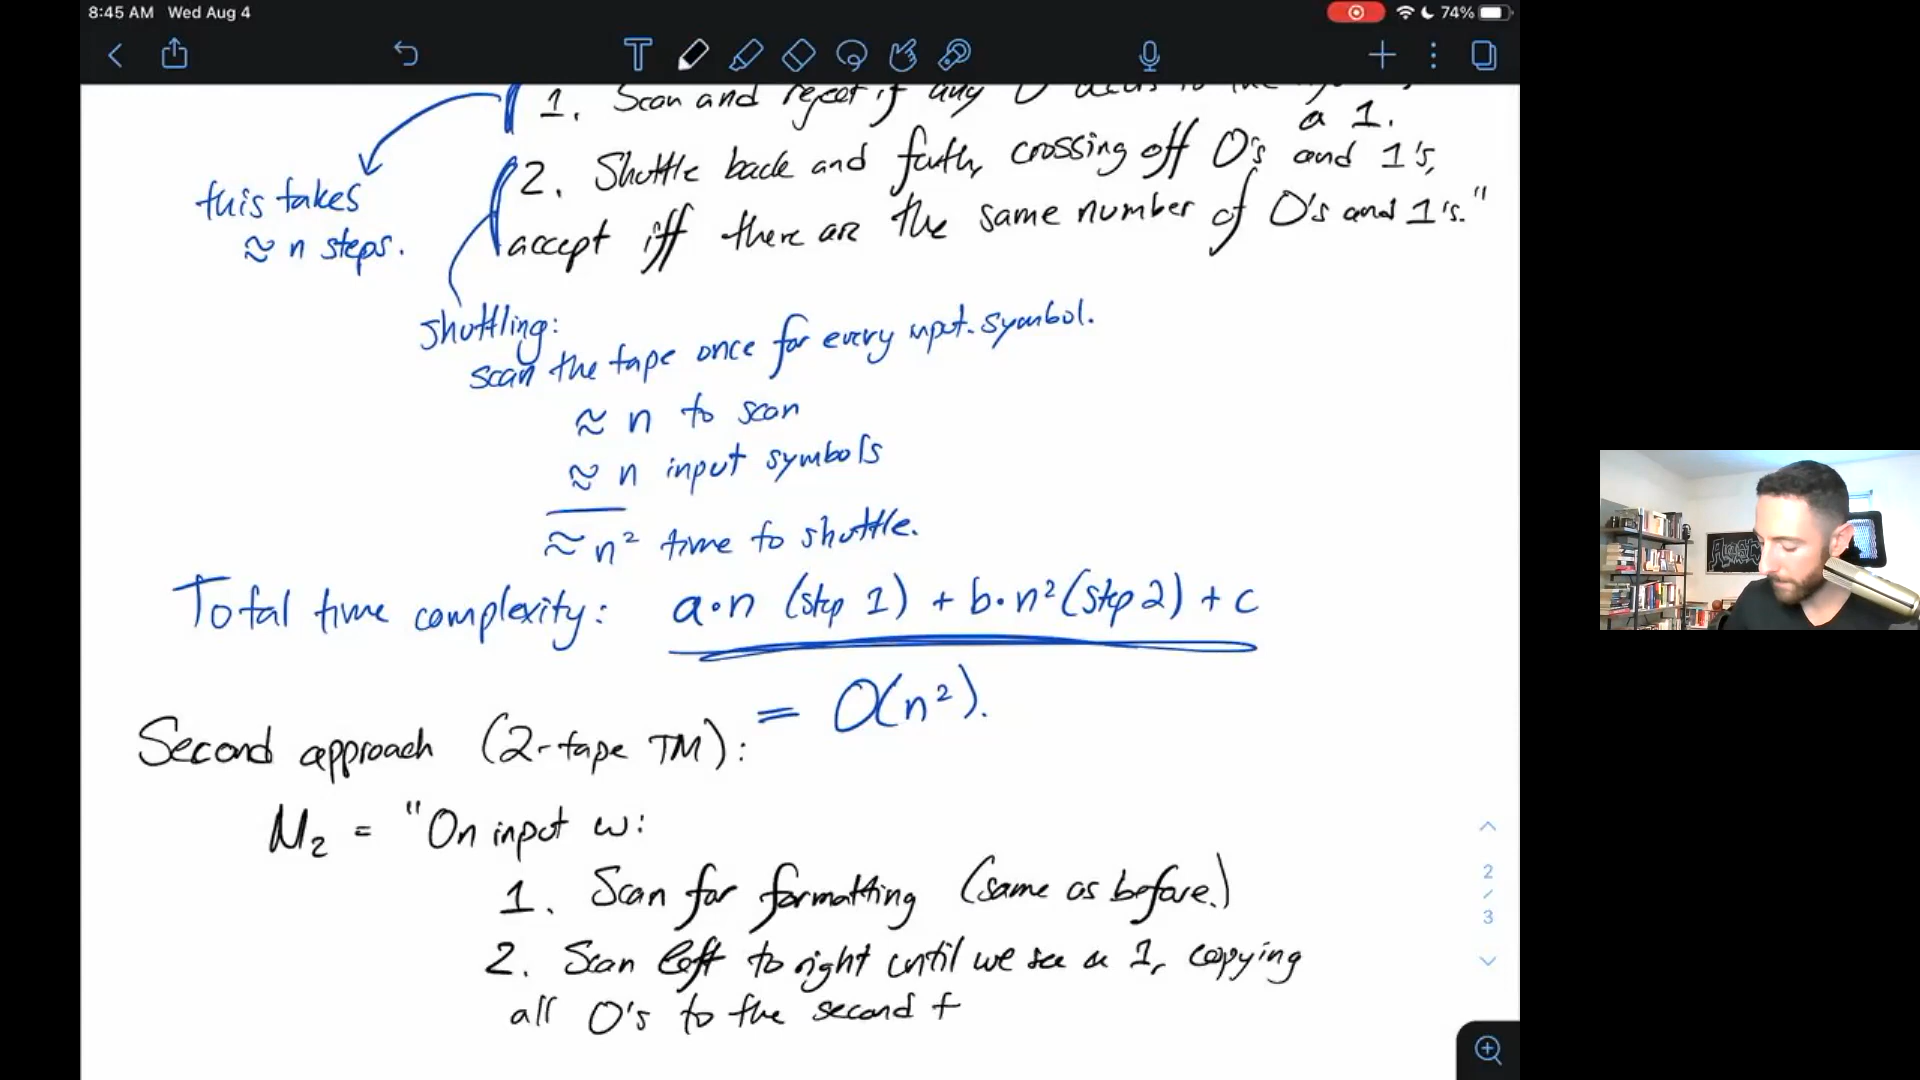 8:45 AM Wed Aug 4
74%
1. Scan and reject if any 0
a 1.
2. Shuttle back and forth, crossing off 0's and 1's,
accept iff there are the same number of 0's and 1's."
this takes
≈ n steps.
shuttling:
scan the tape once for every input symbol.
≈ n to scan
≈ n input symbols
≈ n² time to shuttle.
Total time complexity: a·n (step 1) + b·n² (step 2) + c
= O(n²).
Second approach (2-tape TM):
M₂ = "On input w:
1. Scan for formatting (same as before.)
2. Scan left to right until we see a 1, copying
all 0's to the second t
2
/
3